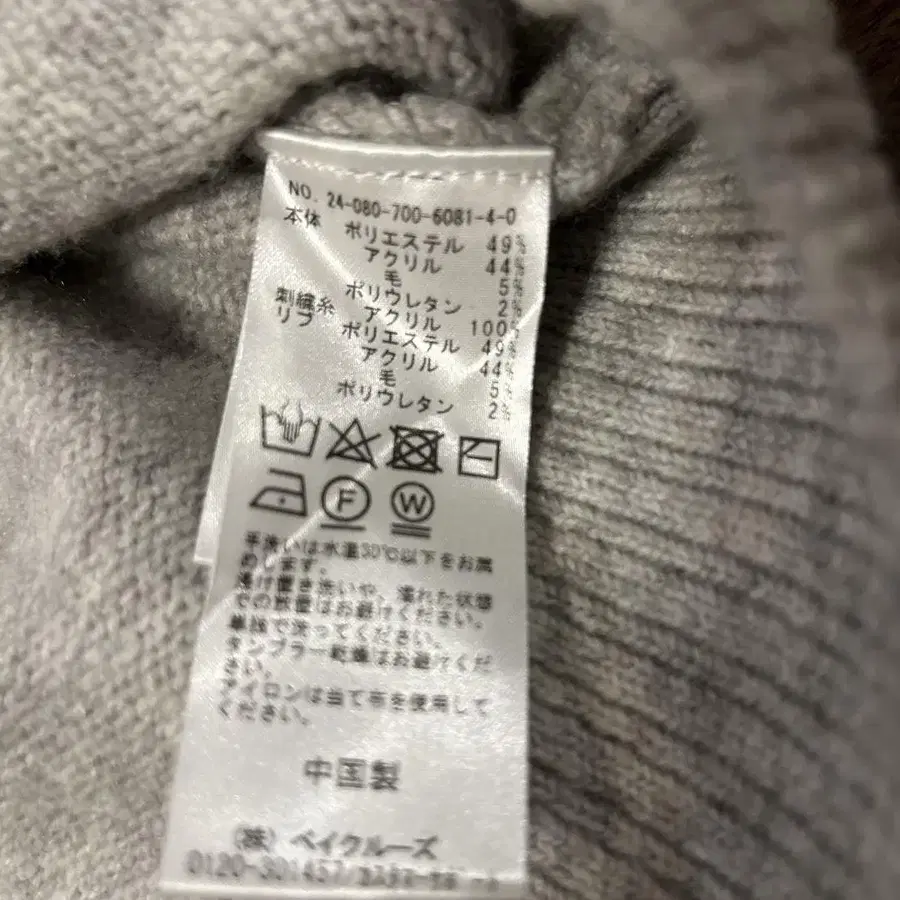 NO. 24-080-700-6081-4-0
本体 ポリエステル 49%
アクリル 44%
毛 5%
ポリウレタン 2%
刺繍糸 アクリル 100%
リブ ポリエステル 49%
アクリル 44%
毛 5%
ポリウレタン 2%
F W
手洗いは水温30℃以下をお薦
めします。
漬け置き洗いや、濡れた状態
での放置はお避けください。
単独で洗ってください。
タンブラー乾燥はお避けくだ
さい。
アイロンは当て布を使用して
ください。
中国製
(株) ベイクルーズ
0120-301457/